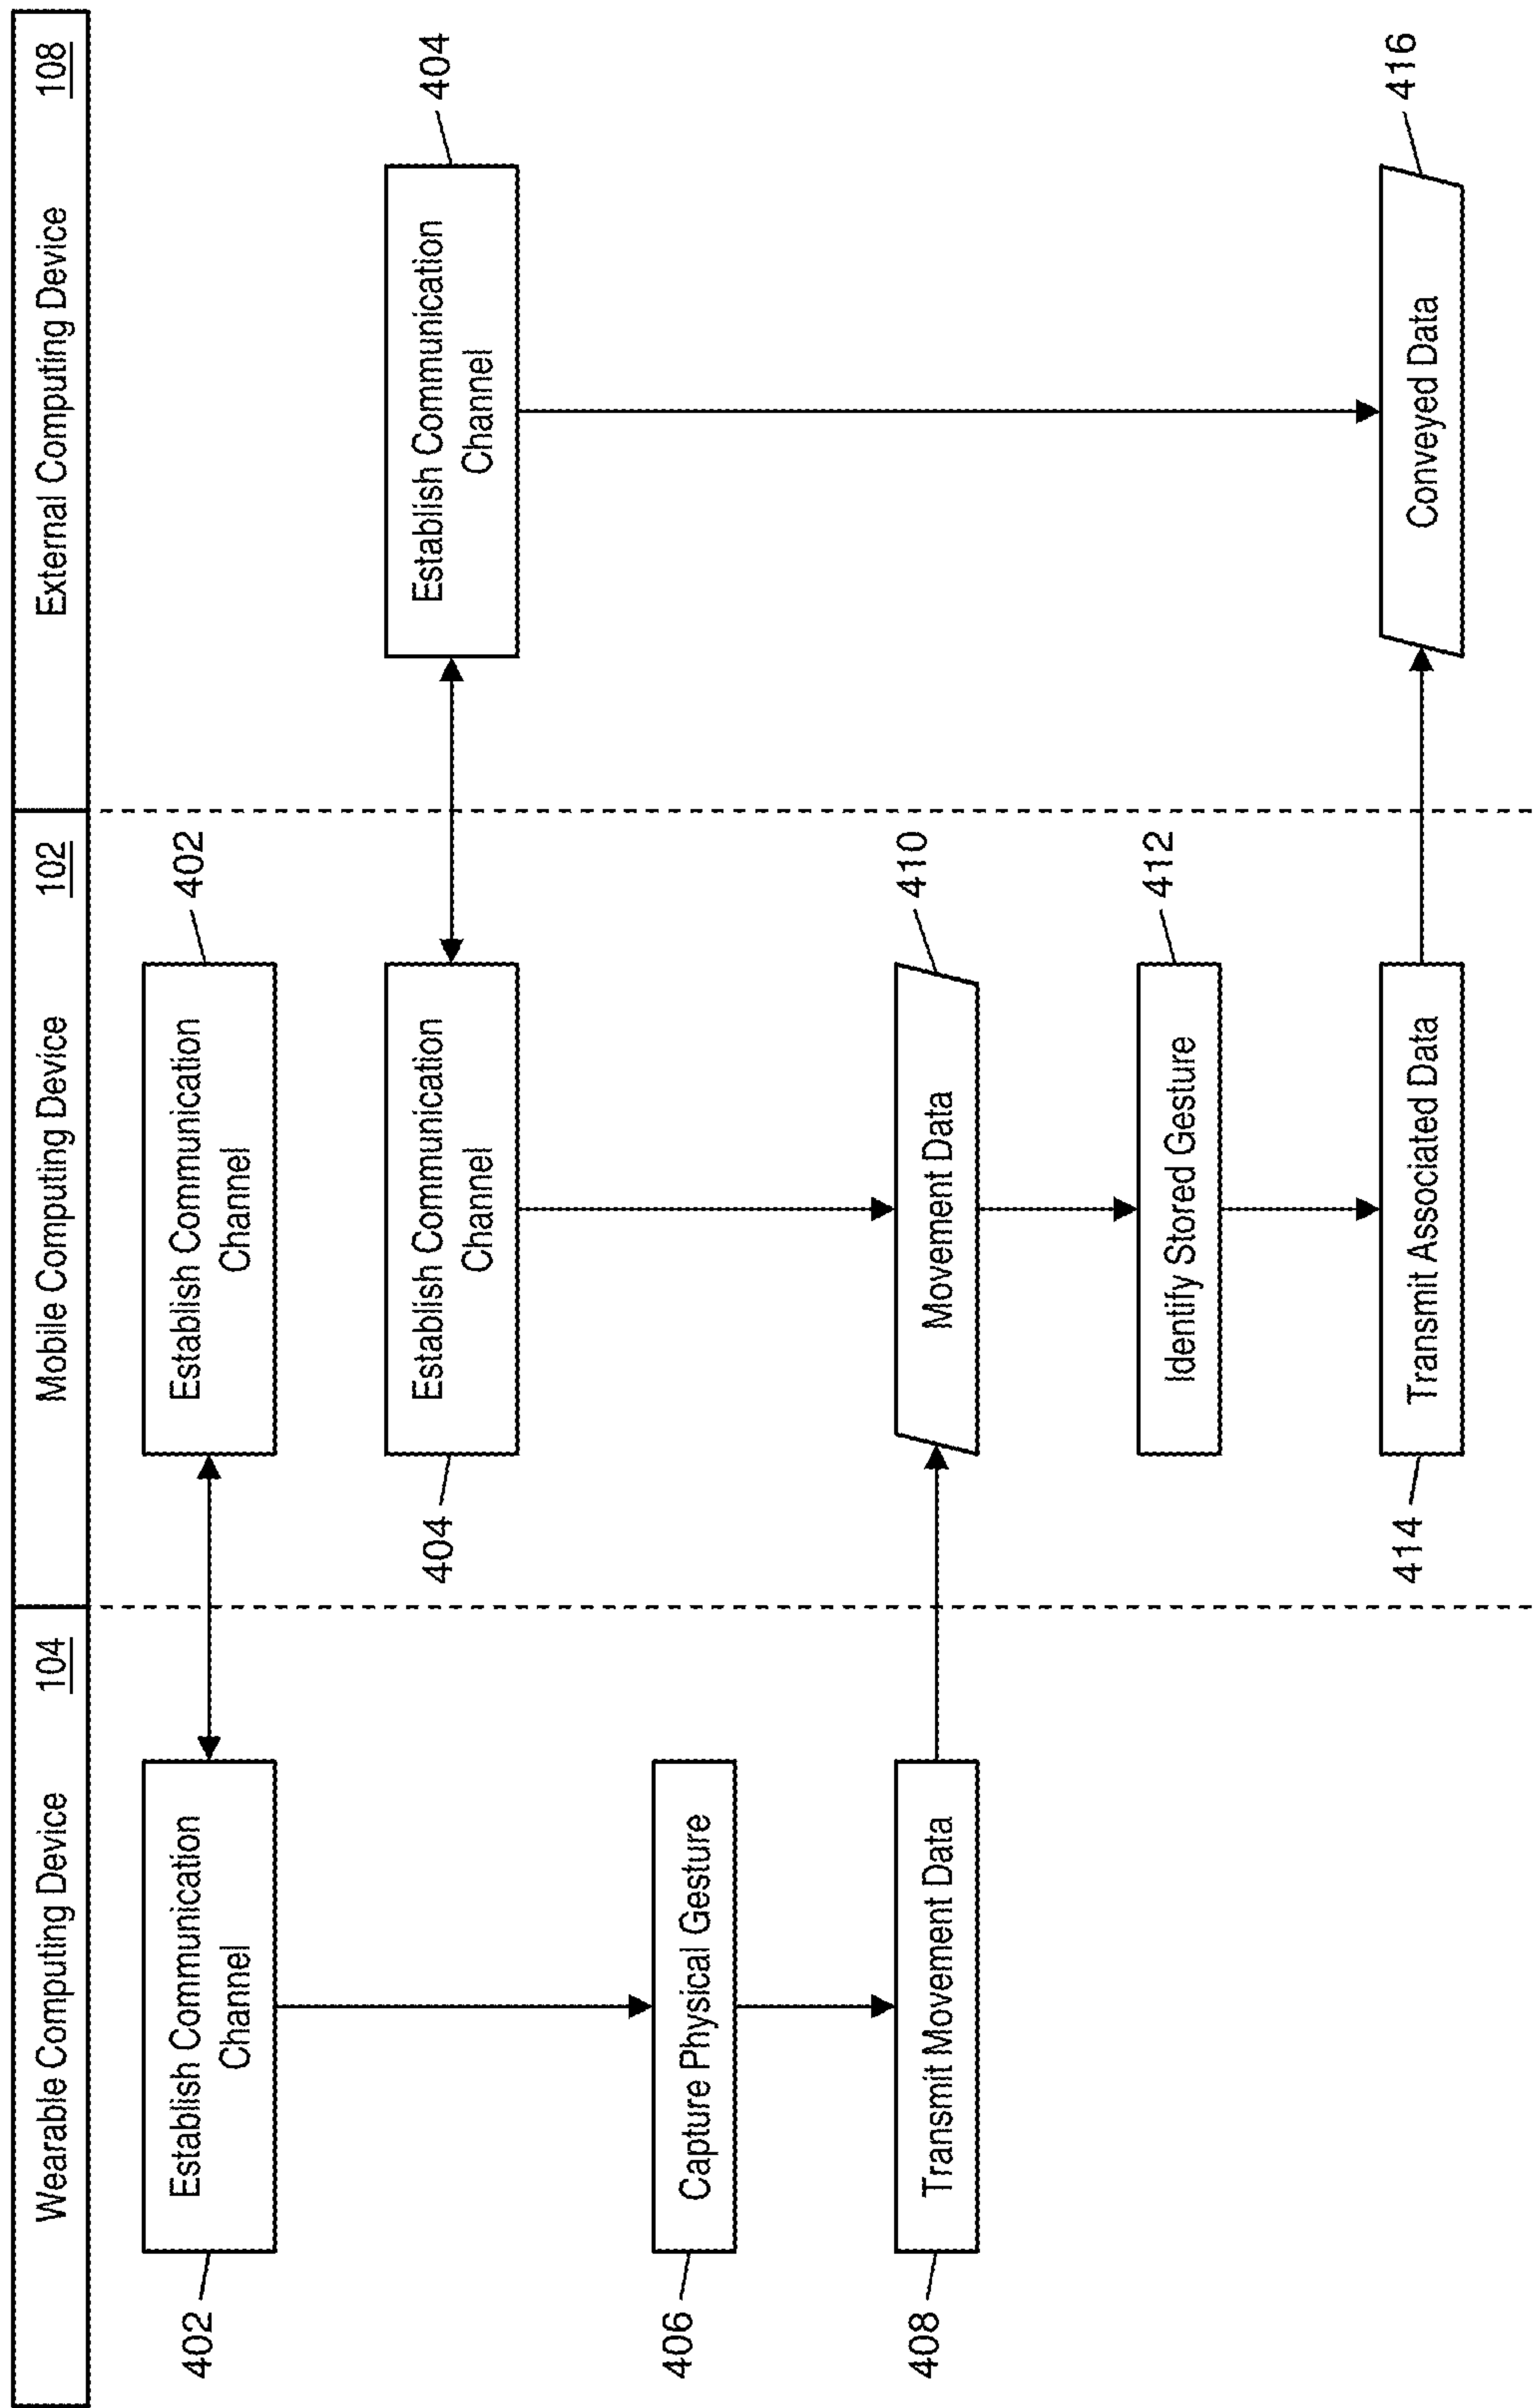 Wearable Computing Device 104
Mobile Computing Device 102
External Computing Device 108
402
Establish Communication
Channel
Establish Communication
Channel
402
404
Establish Communication
Channel
Establish Communication
Channel
404
406
Capture Physical Gesture
408
Transmit Movement Data
Movement Data
410
Identify Stored Gesture
412
414
Transmit Associated Data
Conveyed Data
416